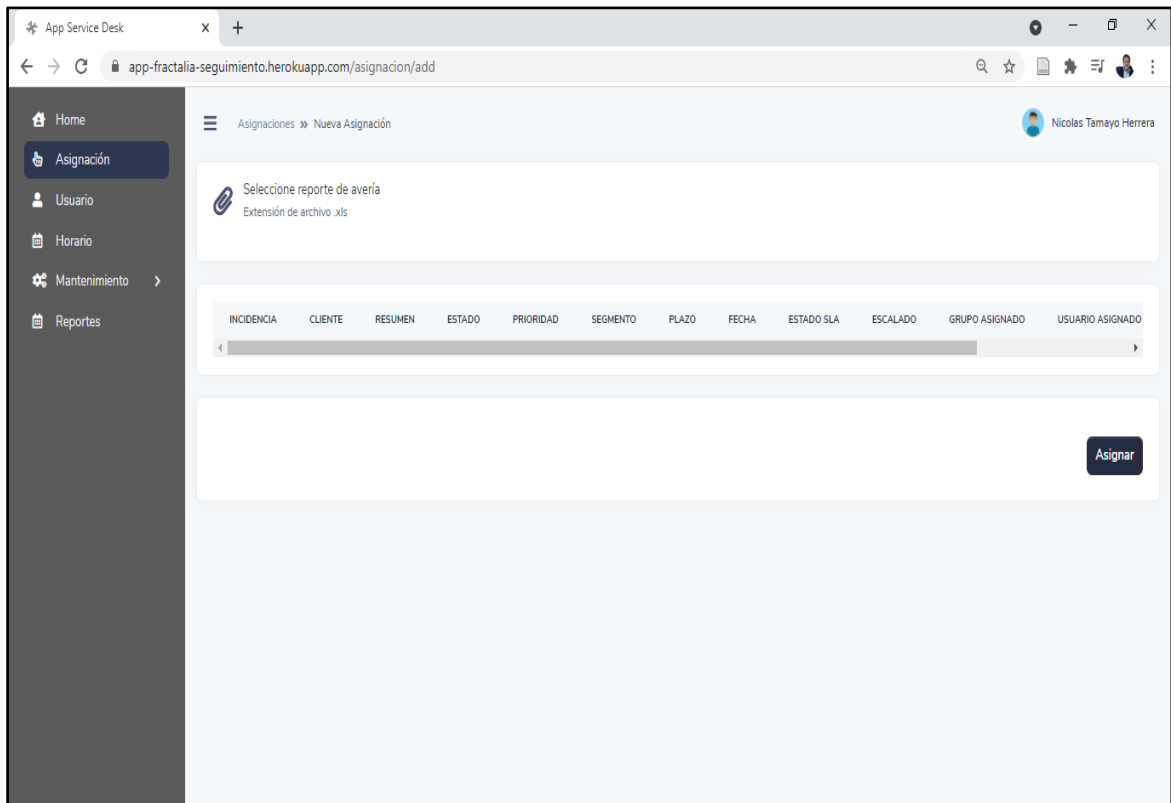 App Service Desk
app-fractalia-seguimiento.herokuapp.com/asignacion/add
Home
Asignación
Usuario
Horario
Mantenimiento
Reportes
Asignaciones » Nueva Asignación
Nicolas Tamayo Herrera
Seleccione reporte de avería
Extensión de archivo .xls
INCIDENCIA CLIENTE RESUMEN ESTADO PRIORIDAD SEGMENTO PLAZO FECHA ESTADO SLA ESCALADO GRUPO ASIGNADO USUARIO ASIGNADO
Asignar